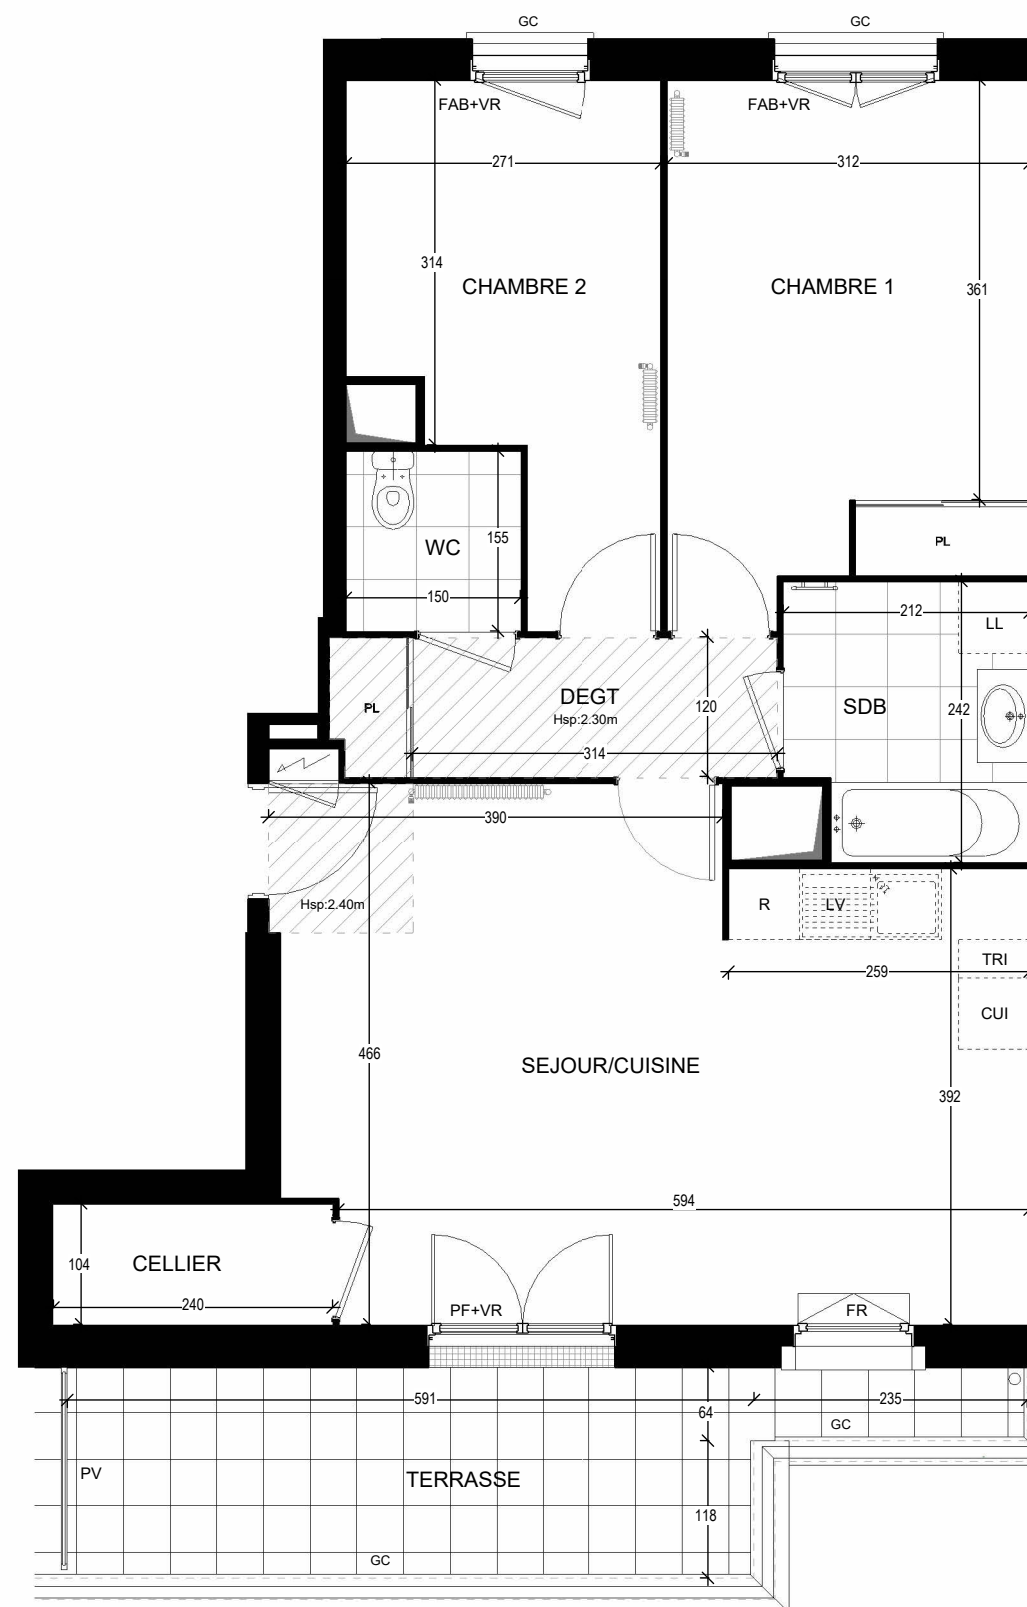 GC
GC
FAB+VR
FAB+VR
271
312
314
361
CHAMBRE 2
CHAMBRE 1
WC
155
PL
150
212
LL
DEGT
Hsp:2.30m
PL
120
SDB
242
314
390
Hsp:2.40m
R
LV
TRI
259
CUI
466
SEJOUR/CUISINE
392
594
104
CELLIER
240
PF+VR
FR
591
64
235
GC
PV
TERRASSE
118
GC